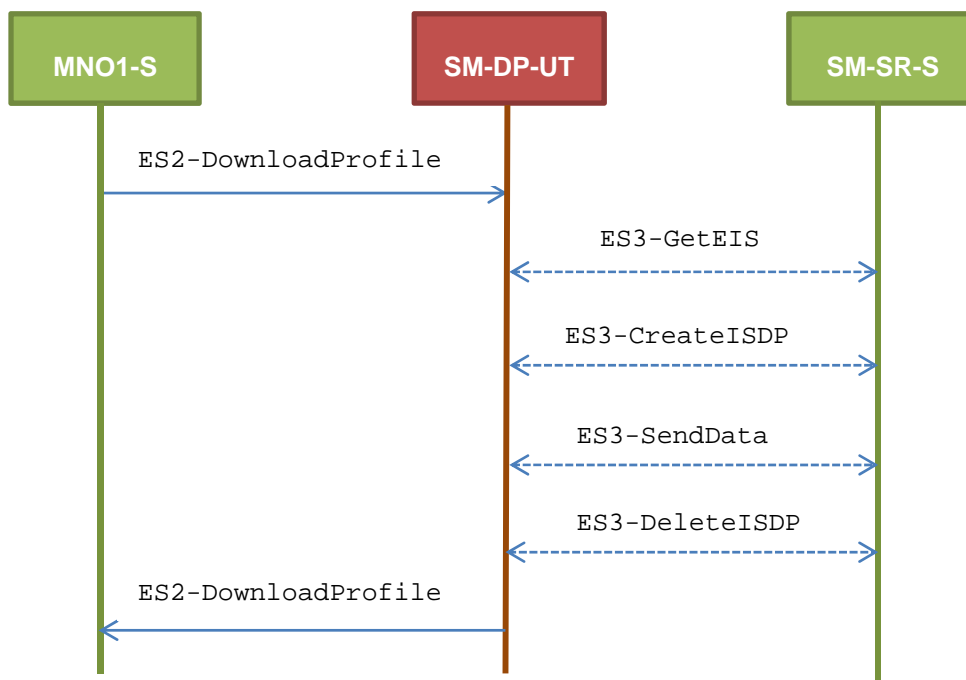 MNO1-S
SM-DP-UT
SM-SR-S
ES2-DownloadProfile
ES3-GetEIS
ES3-CreateISDP
ES3-SendData
ES3-DeleteISDP
ES2-DownloadProfile